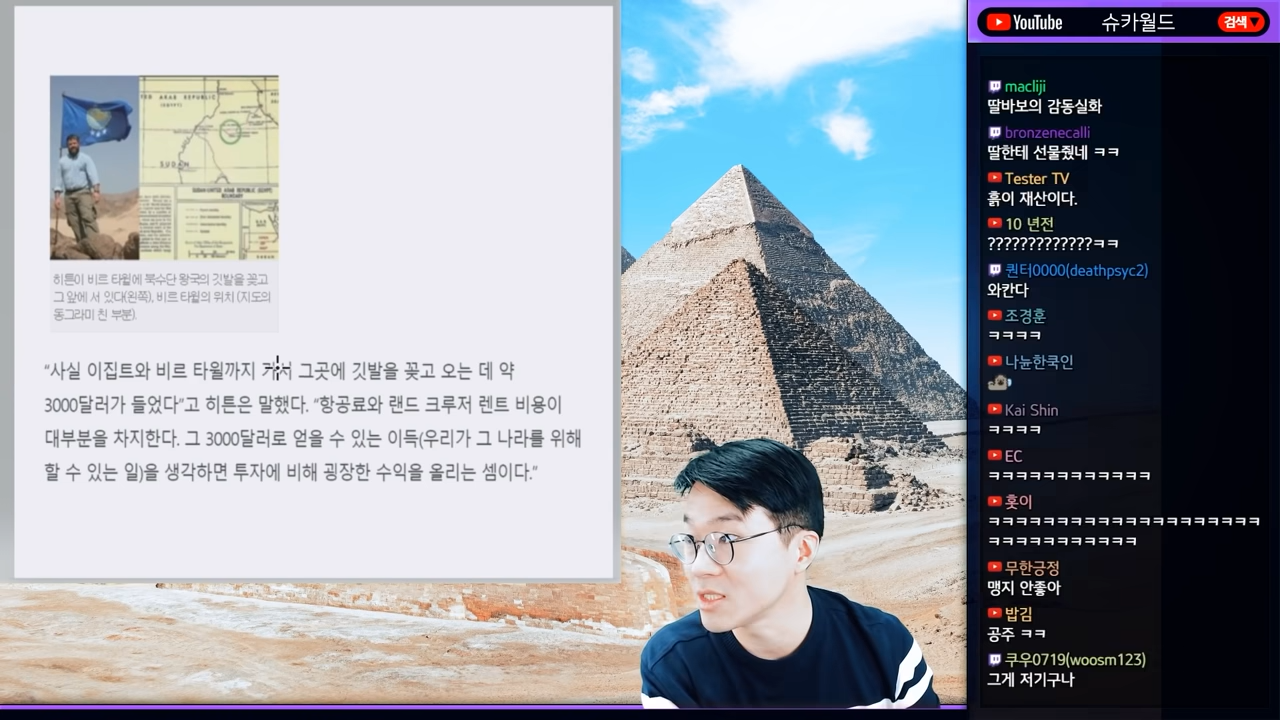 히튼이 비르 타윌에 북수단 왕국의 깃발을 꽂고
그 앞에 서 있다(왼쪽), 비르 타윌의 위치 (지도의
동그라미 친 부분).
“사실 이집트와 비르 타윌까지 가서 그곳에 깃발을 꽂고 오는 데 약
3000달러가 들었다”고 히튼은 말했다. “항공료와 랜드 크루저 렌트 비용이
대부분을 차지한다. 그 3000달러로 얻을 수 있는 이득(우리가 그 나라를 위해
할 수 있는 일)을 생각하면 투자에 비해 굉장한 수익을 올리는 셈이다.”
YouTube 슈카월드 검색
macliji
딸바보의 감동실화
bronzenecalli
딸한테 선물줬네 ㅋㅋ
Tester TV
흙이 재산이다.
10 년전
?????????????ㅋㅋ
퀀터0000(deathpsyc2)
와칸다
조경훈
ㅋㅋㅋㅋ
나뉸한쿡인
Kai Shin
ㅋㅋㅋㅋ
EC
ㅋㅋㅋㅋㅋㅋㅋㅋㅋㅋㅋㅋ
훗이
ㅋㅋㅋㅋㅋㅋㅋㅋㅋㅋㅋㅋㅋㅋㅋㅋㅋㅋㅋㅋ
ㅋㅋㅋㅋㅋㅋㅋㅋㅋㅋㅋ
무한긍정
맹지 안좋아
밥김
공주 ㅋㅋ
쿠우0719(woosm123)
그게 저기구나
SUDAN